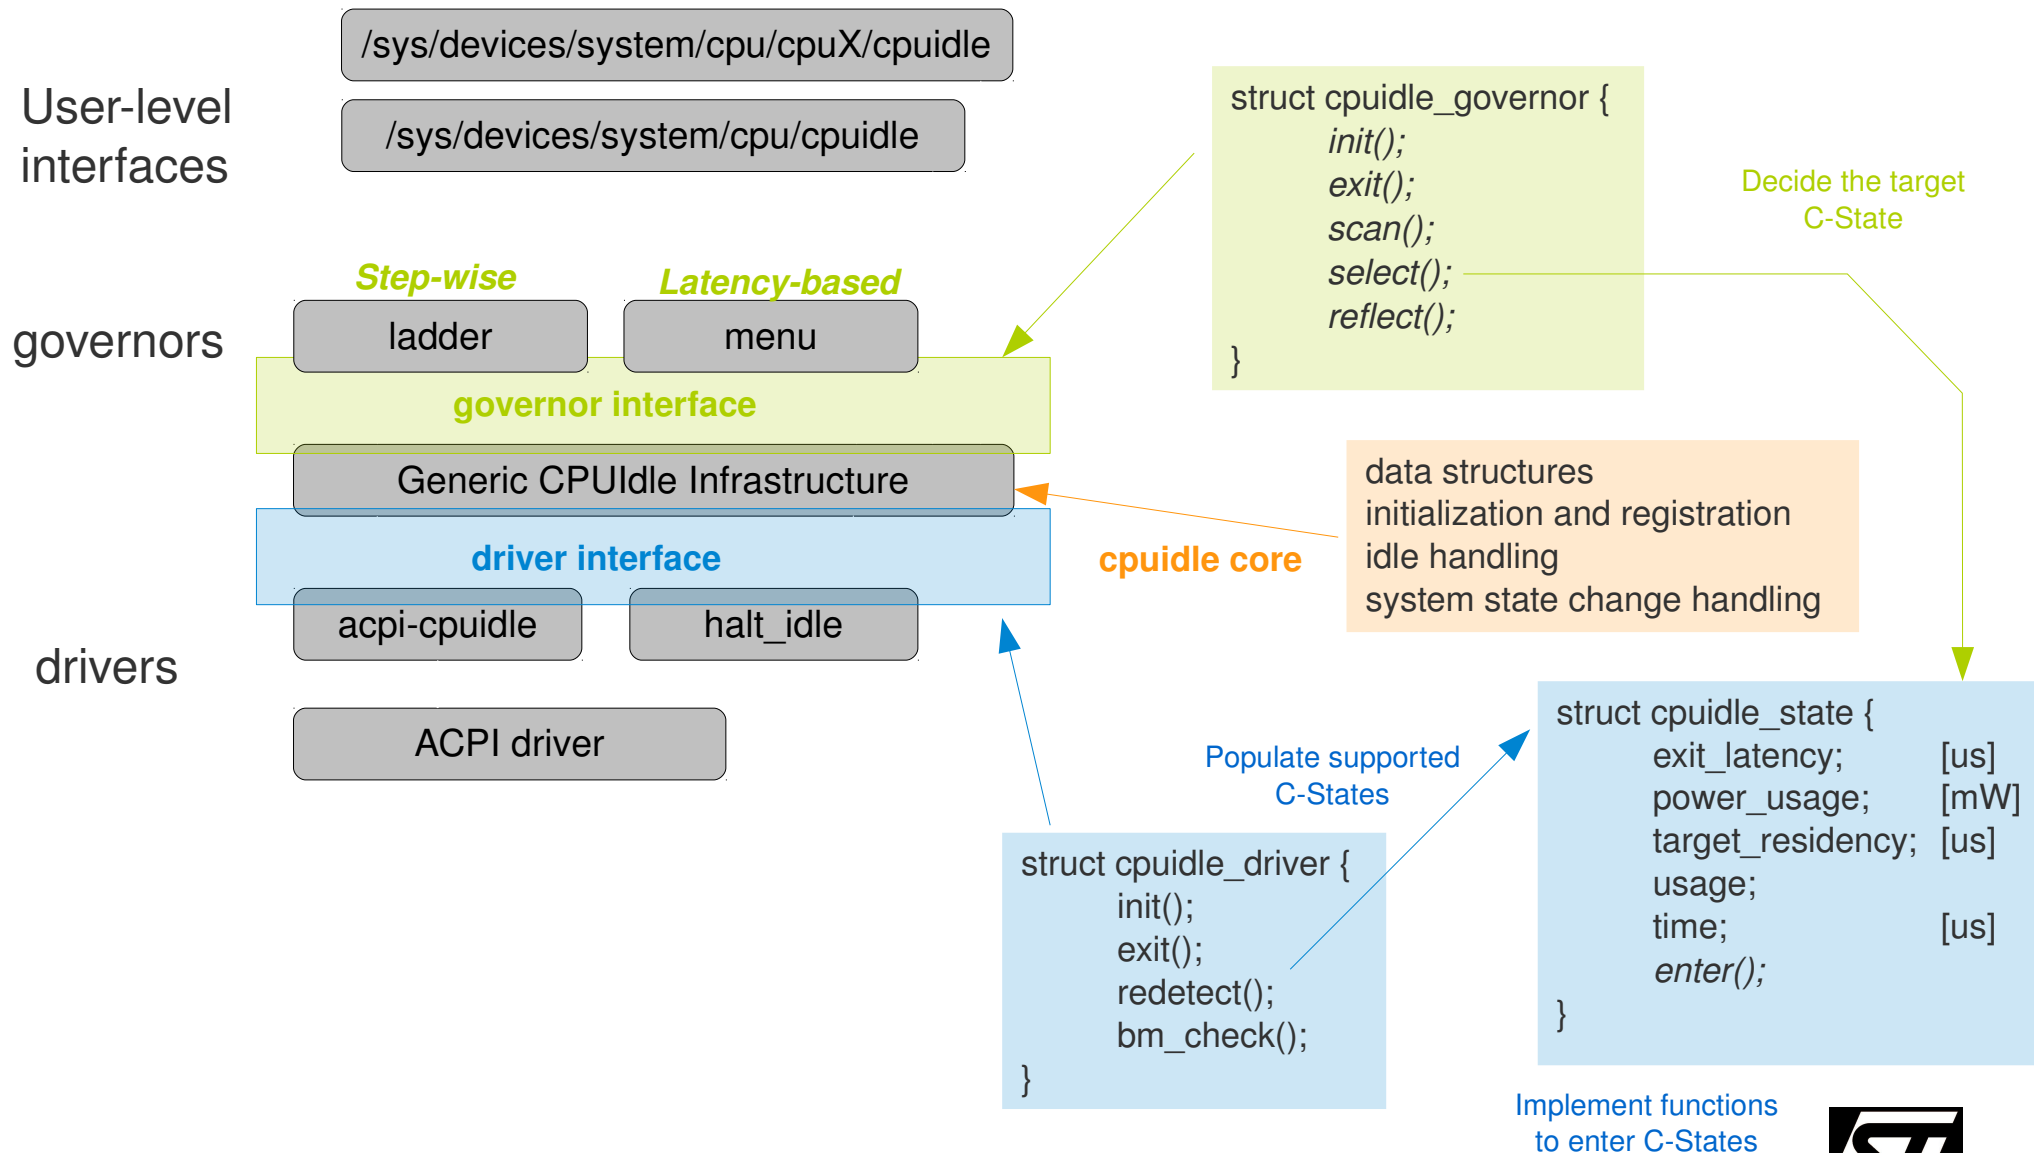 /sys/devices/system/cpu/cpuX/cpuidle
User-level
interfaces
/sys/devices/system/cpu/cpuidle
Step-wise
Latency-based
governors
ladder
menu
governor interface
Generic CPUIdle Infrastructure
driver interface
cpuidle core
acpi-cpuidle
halt_idle
drivers
ACPI driver
struct cpuidle_governor {
init();
exit();
scan();
select();
reflect();
}
Decide the target
C-State
data structures
initialization and registration
idle handling
system state change handling
Populate supported
C-States
struct cpuidle_driver {
init();
exit();
redetect();
bm_check();
}
struct cpuidle_state {
exit_latency; [us]
power_usage; [mW]
target_residency; [us]
usage;
time; [us]
enter();
}
Implement functions
to enter C-States